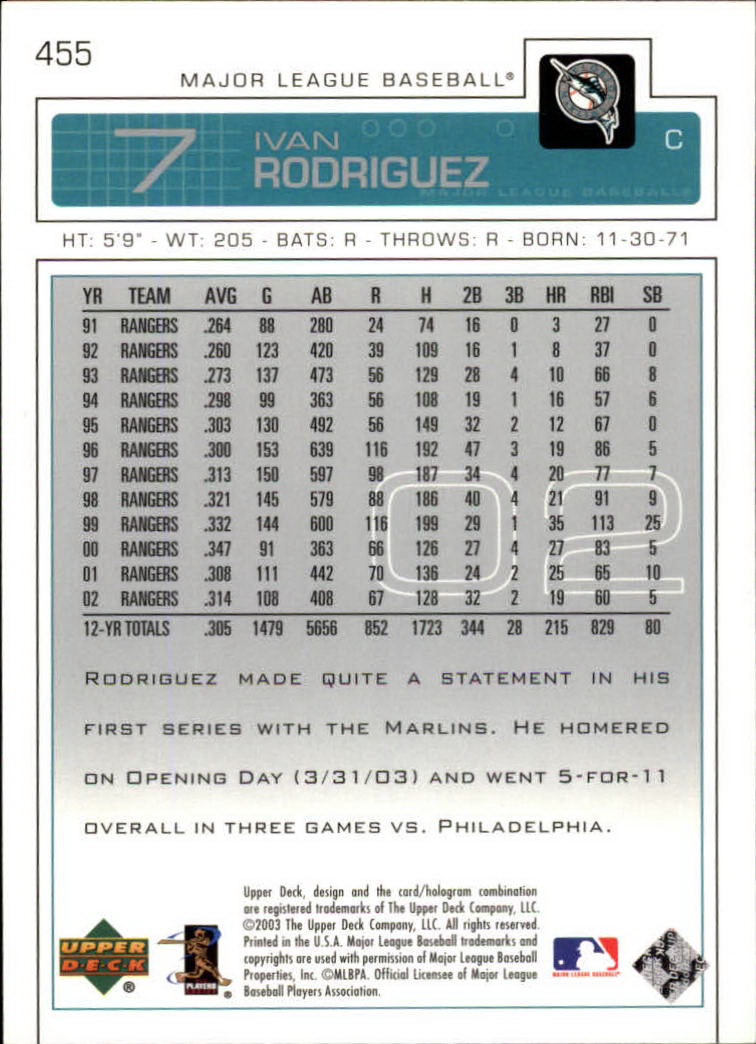 455
MAJOR LEAGUE BASEBALL®
7 IVAN C
RODRIGUEZ
MAJOR LEAGUE BASEBALL®
HT: 5'9" - WT: 205 - BATS: R - THROWS: R - BORN: 11-30-71
YR TEAM AVG G AB R H 2B 3B HR RBI SB
91 RANGERS .264 88 280 24 74 16 0 3 27 0
92 RANGERS .260 123 420 39 109 16 1 8 37 0
93 RANGERS .273 137 473 56 129 28 4 10 66 8
94 RANGERS .298 99 363 56 108 19 1 16 57 6
95 RANGERS .303 130 492 56 149 32 2 12 67 0
96 RANGERS .300 153 639 116 192 47 3 19 86 5
97 RANGERS .313 150 597 98 187 34 4 20 77 7
98 RANGERS .321 145 579 88 186 40 4 21 91 9
99 RANGERS .332 144 600 116 199 29 1 35 113 25
00 RANGERS .347 91 363 66 126 27 4 27 83 5
01 RANGERS .308 111 442 70 136 24 2 25 65 10
02 RANGERS .314 108 408 67 128 32 2 19 60 5
12-YR TOTALS .305 1479 5656 852 1723 344 28 215 829 80
02
RODRIGUEZ MADE QUITE A STATEMENT IN HIS
FIRST SERIES WITH THE MARLINS. HE HOMERED
ON OPENING DAY (3/31/03) AND WENT 5-FOR-11
OVERALL IN THREE GAMES VS. PHILADELPHIA.
Upper Deck, design and the card/hologram combination
are registered trademarks of The Upper Deck Company, LLC.
©2003 The Upper Deck Company, LLC. All rights reserved.
Printed in the U.S.A. Major League Baseball trademarks and
copyrights are used with permission of Major League Baseball
Properties, Inc. ©MLBPA. Official Licensee of Major League
Baseball Players Association.
UPPER
D·E·C·K
®
PLAYERS
®
MAJOR LEAGUE BASEBALL®